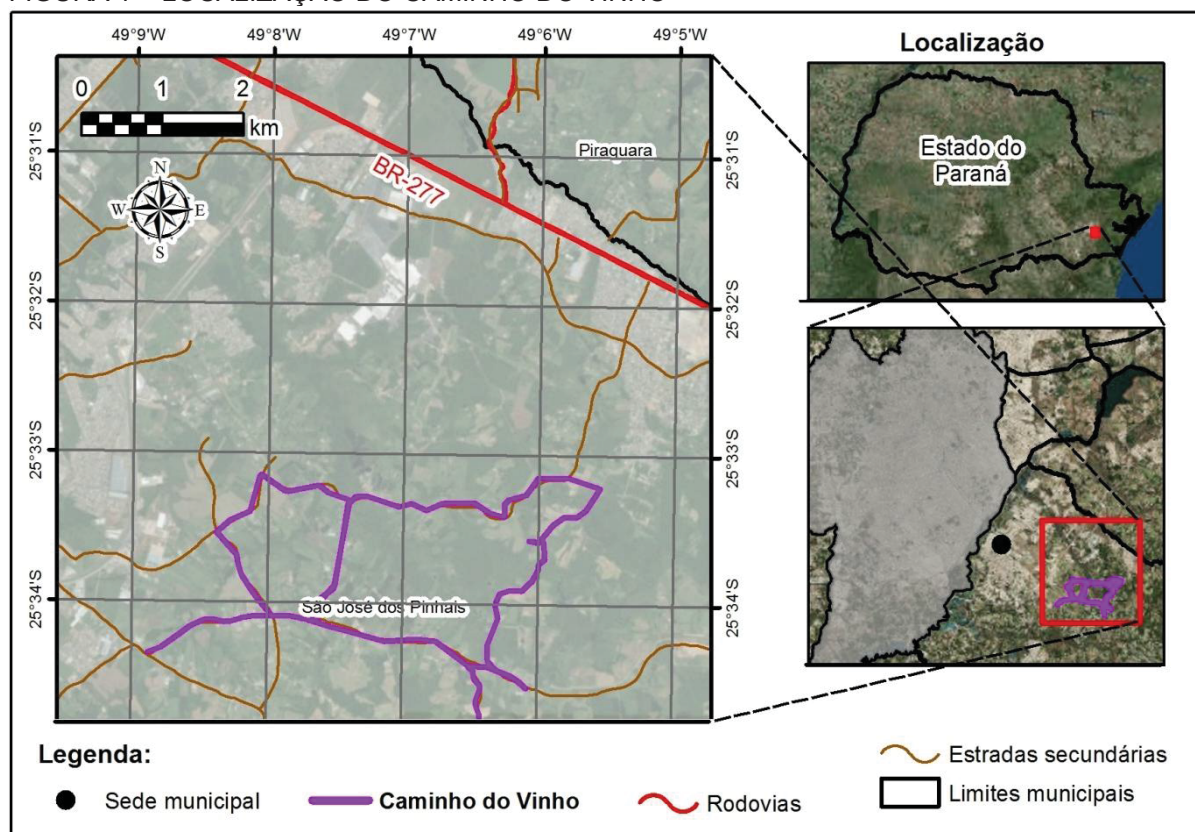 49°9'W 49°8'W 49°7'W 49°6'W 49°5'W
0 1 2
km
N
W E
S
25°31'S
25°32'S
25°33'S
25°34'S
BR-277
Piraquara
São José dos Pinhais
25°31'S
25°32'S
25°33'S
25°34'S
Localização
Estado do
Paraná
Legenda:
Sede municipal
Caminho do Vinho
Rodovias
Estradas secundárias
Limites municipais